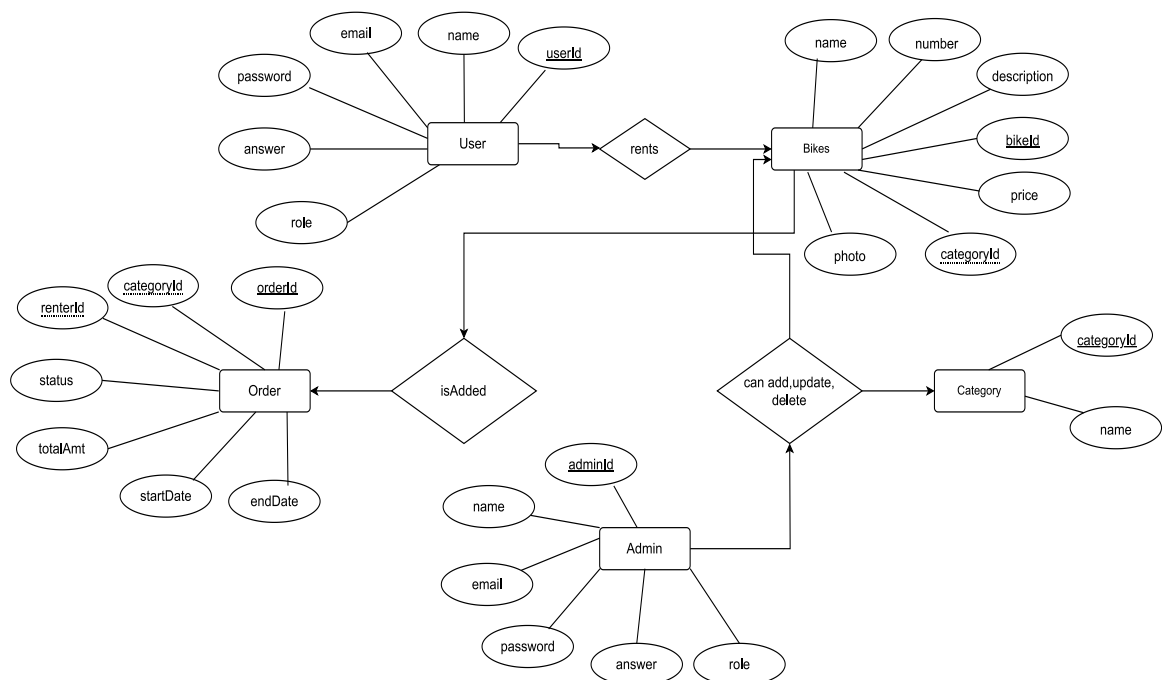 email
name
userId
password
answer
role
User
rents
name
number
description
bikeId
price
categoryId
photo
Bikes
categoryId
orderId
renterId
status
totalAmt
startDate
endDate
Order
isAdded
can add,update,
delete
categoryId
Category
name
adminId
name
Admin
email
password
answer
role